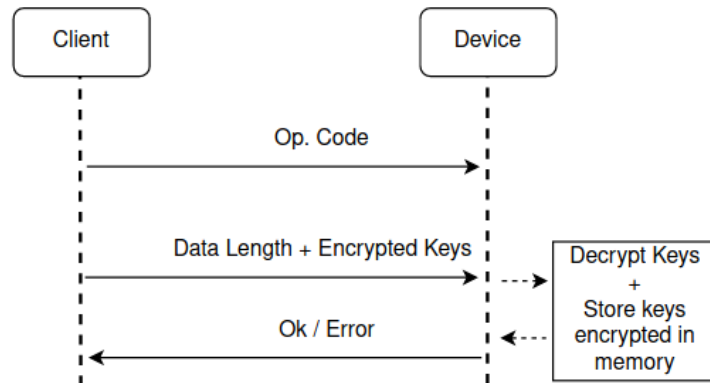 Client
Device
Op. Code
Data Length + Encrypted Keys
Decrypt Keys
+
Store keys
encrypted in
memory
Ok / Error